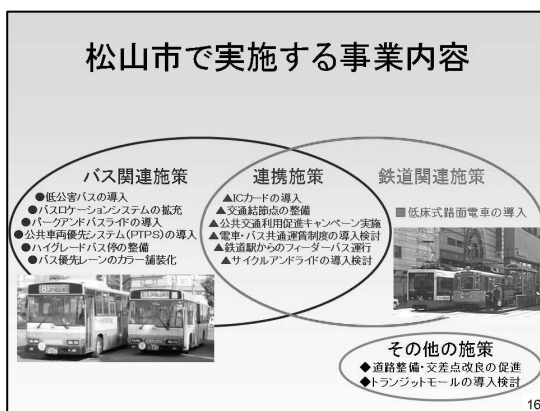 松山市で実施する事業内容
バス関連施策
●低公害バスの導入
●バスロケーションシステムの拡充
●パークアンドバスライドの導入
●公共車両優先システム(PTPS)の導入
●ハイグレードバス停の整備
●バス優先レーンのカラー舗装化
連携施策
▲ICカードの導入
▲交通結節点の整備
▲公共交通利用促進キャンペーン実施
▲電車・バス共通運賃制度の導入検討
▲鉄道駅からのフィーダーバス運行
▲サイクルアンドライドの導入検討
鉄道関連施策
■低床式路面電車の導入
その他の施策
◆道路整備・交差点改良の促進
◆トランジットモールの導入検討
16